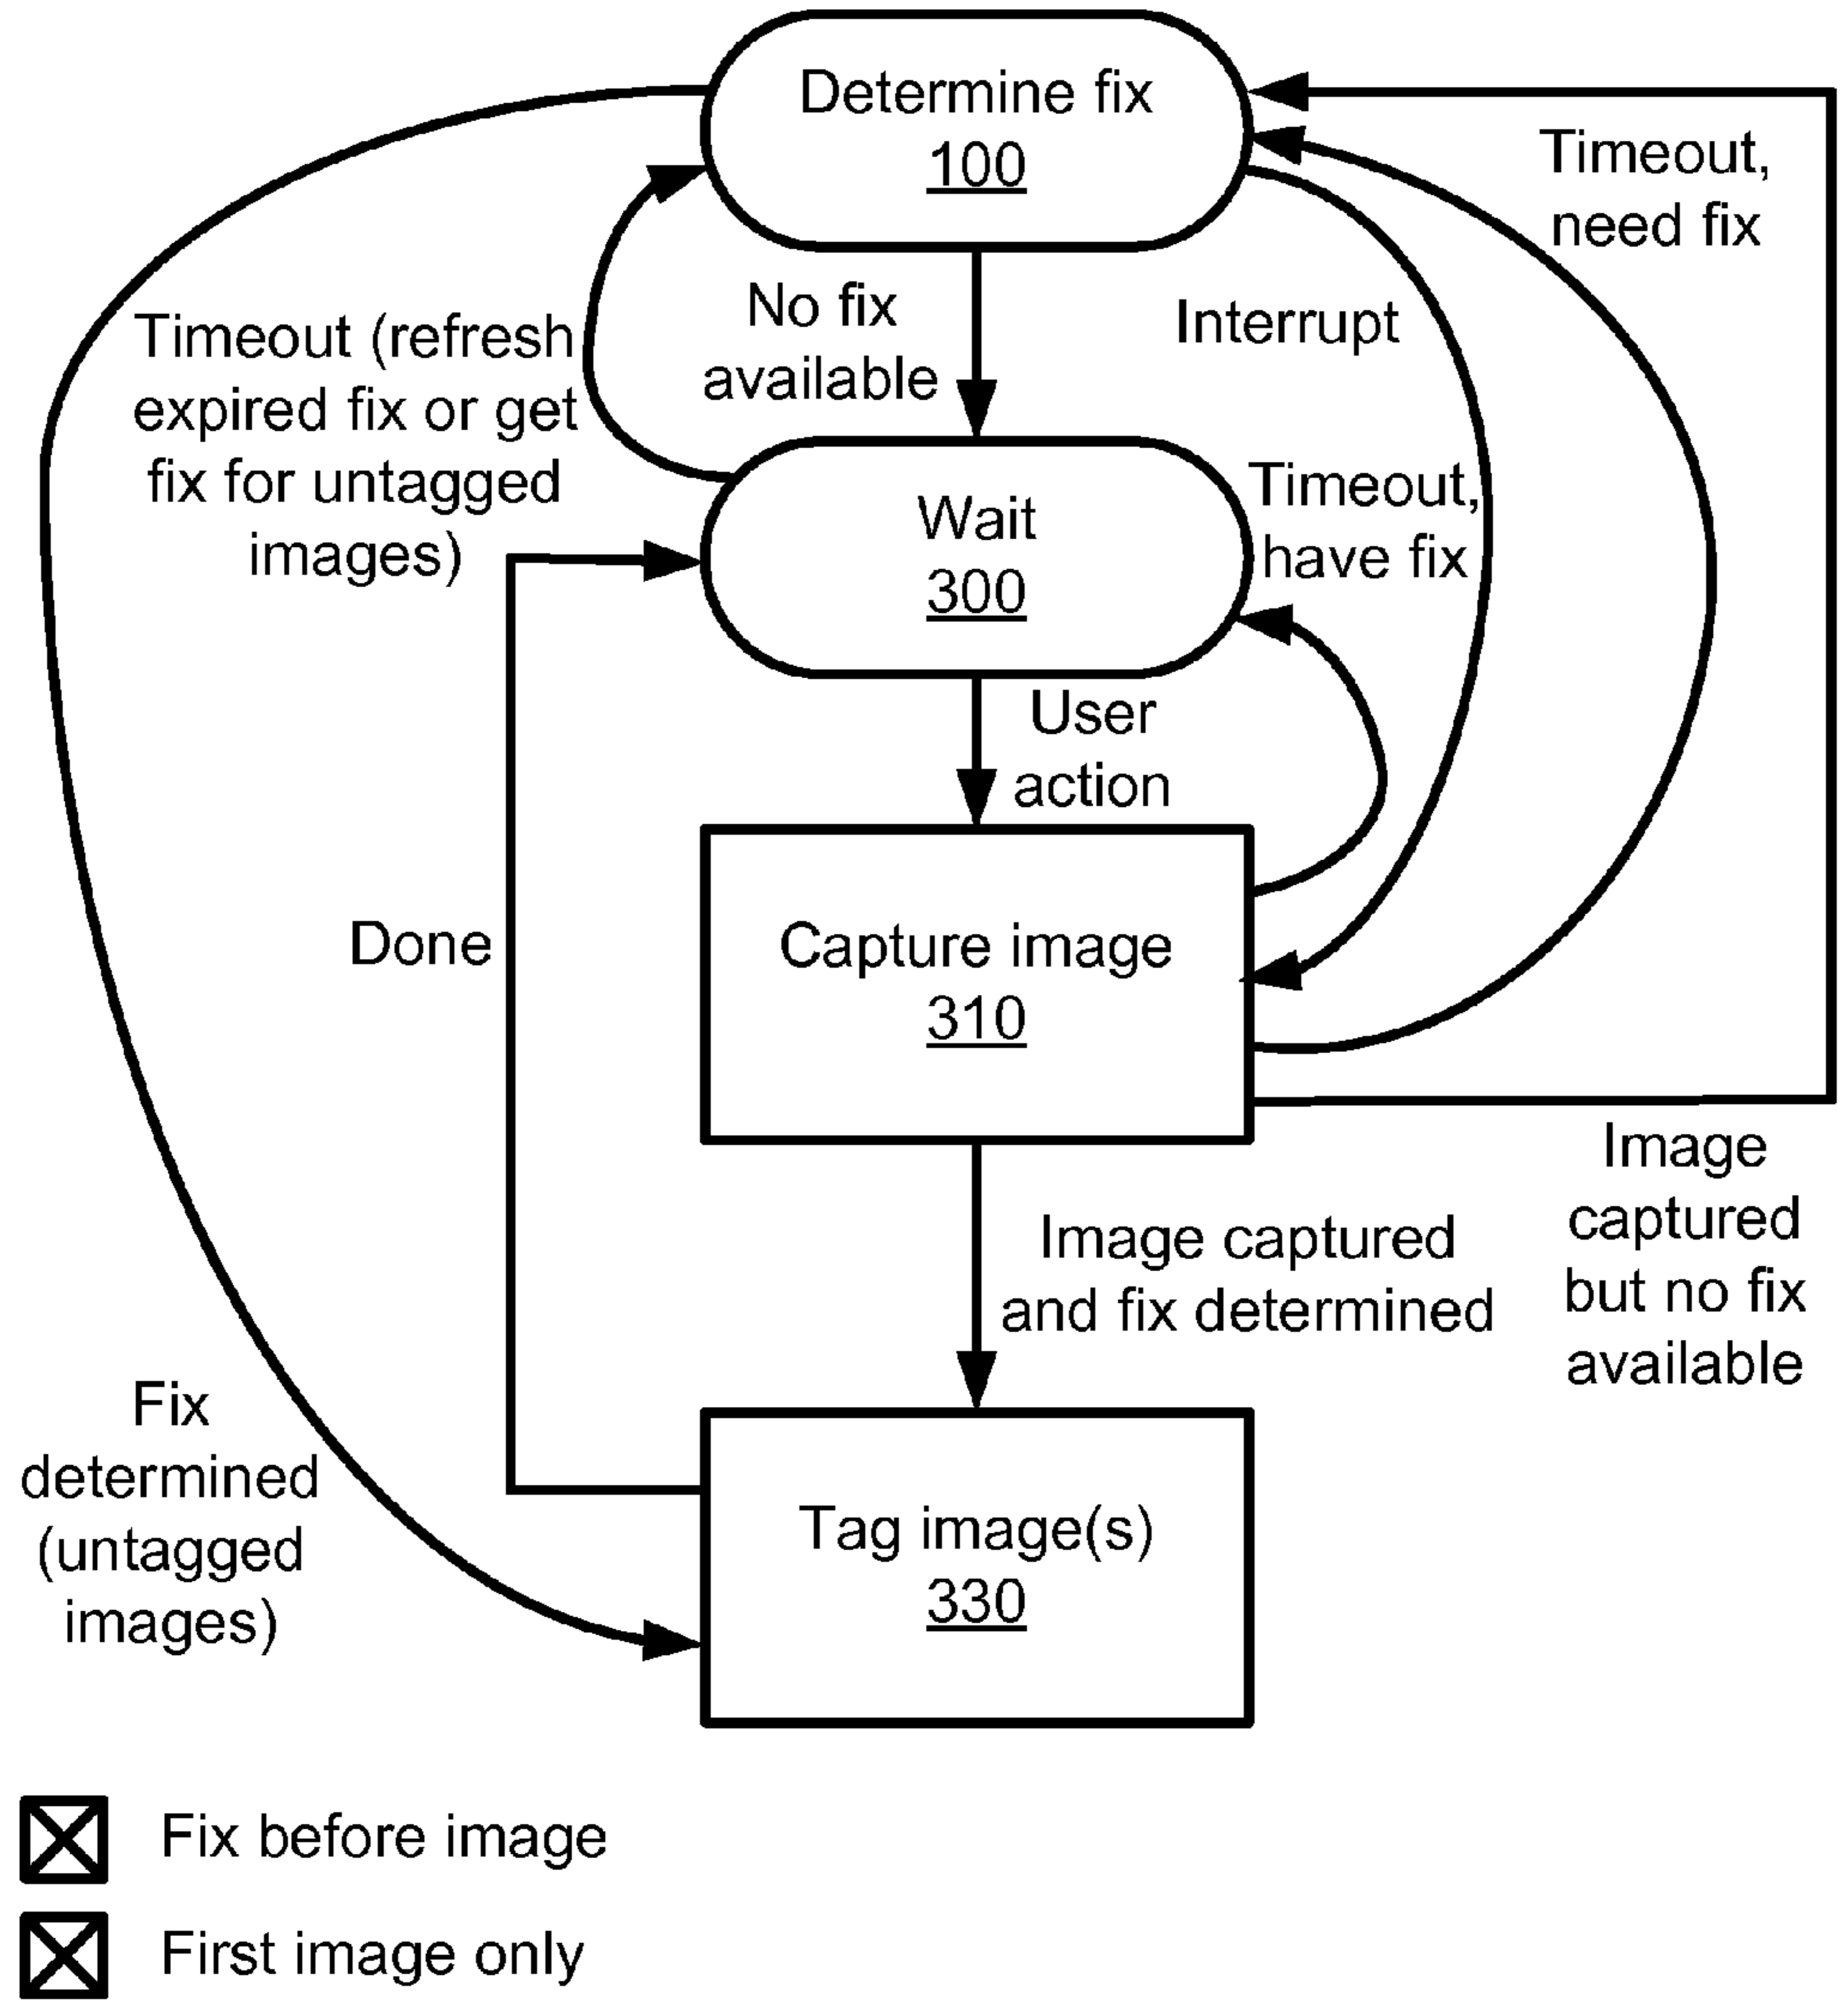 Determine fix
100
Timeout,
need fix
No fix
available
Interrupt
Timeout (refresh
expired fix or get
fix for untagged
images)
Wait
300
Timeout,
have fix
User
action
Done
Capture image
310
Image
captured
but no fix
available
Image captured
and fix determined
Fix
determined
(untagged
images)
Tag image(s)
330
Fix before image
First image only